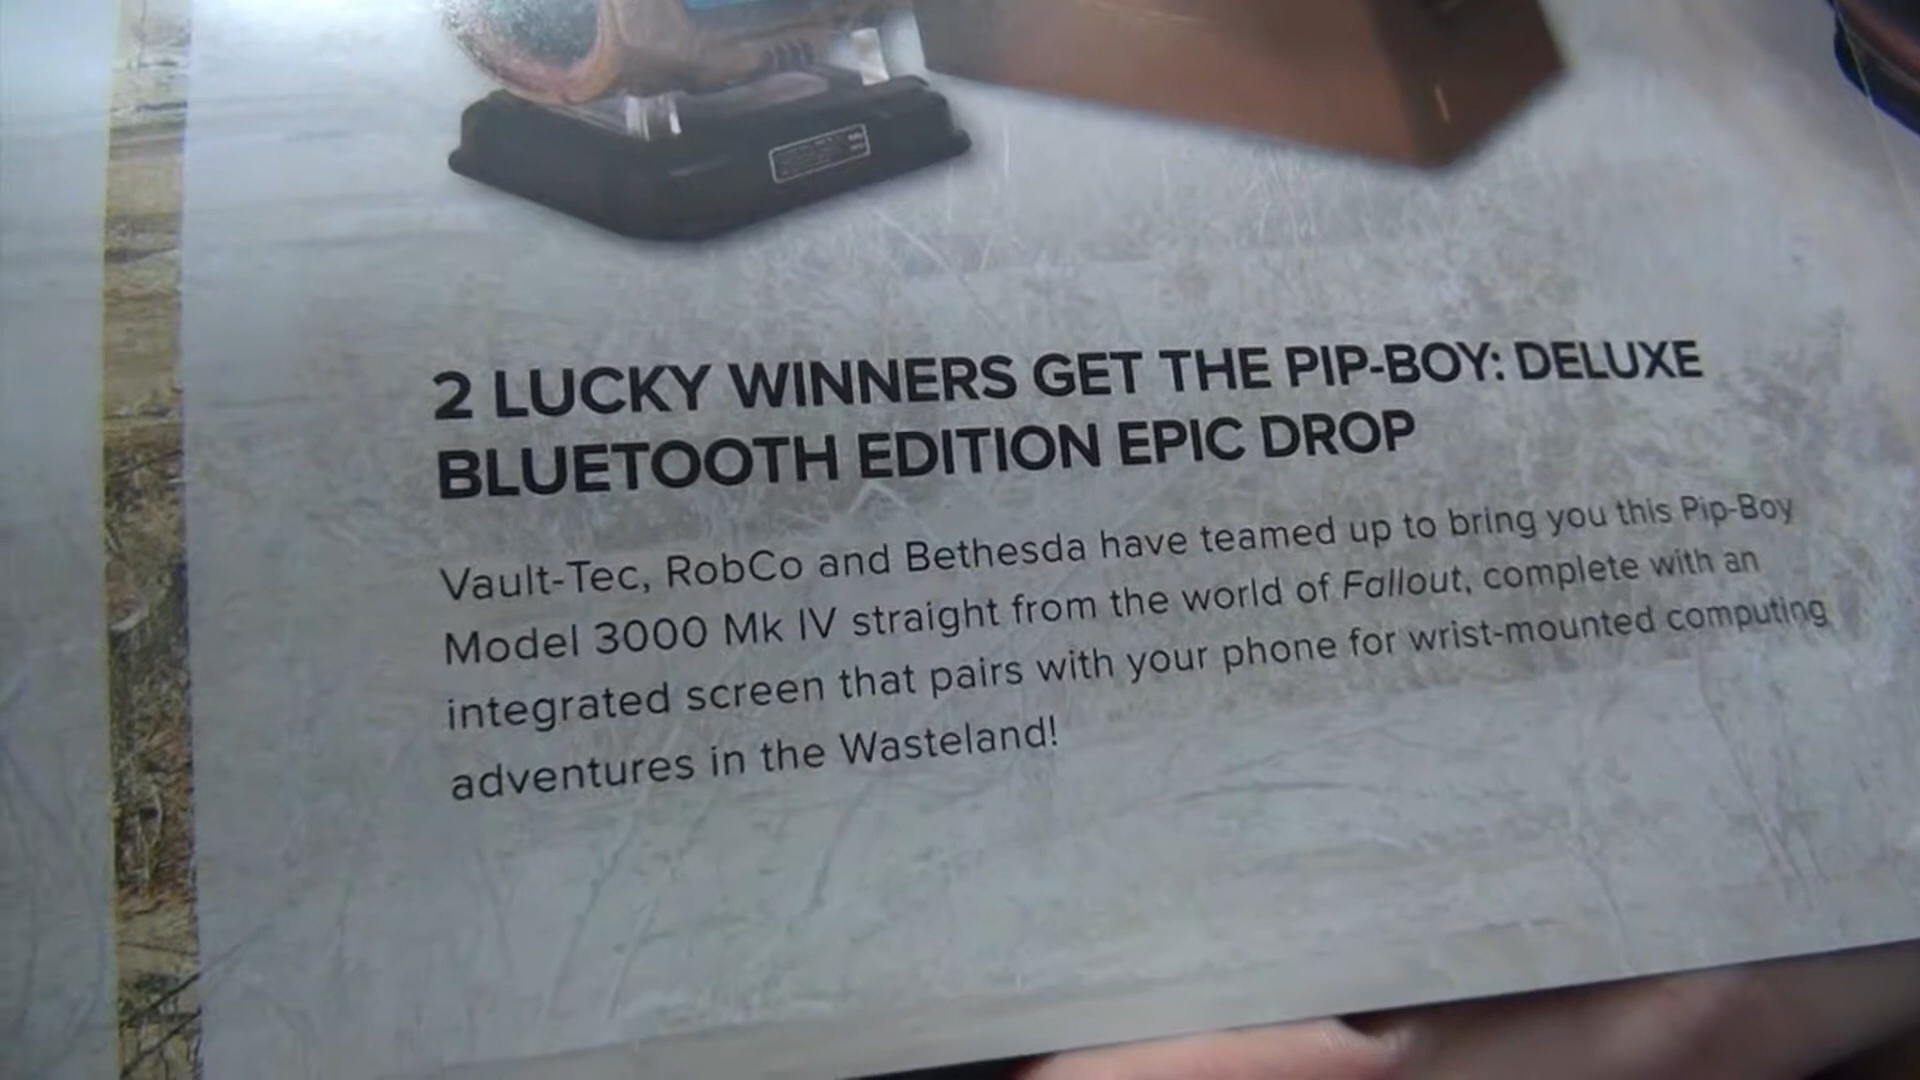 2 LUCKY WINNERS GET THE PIP-BOY: DELUXE
BLUETOOTH EDITION EPIC DROP
Vault-Tec, RobCo and Bethesda have teamed up to bring you this Pip-Boy
Model 3000 Mk IV straight from the world of Fallout, complete with an
integrated screen that pairs with your phone for wrist-mounted computing
adventures in the Wasteland!